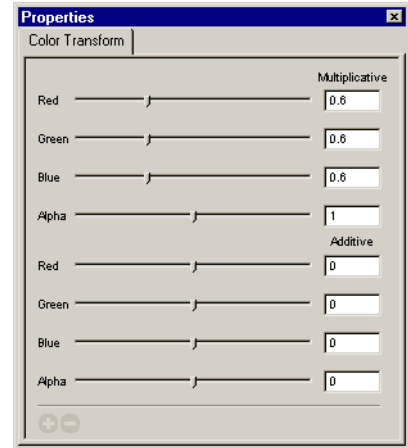 Properties
Color Transform
Multiplicative
Red 0.6
Green 0.6
Blue 0.6
Alpha 1
Additive
Red 0
Green 0
Blue 0
Alpha 0